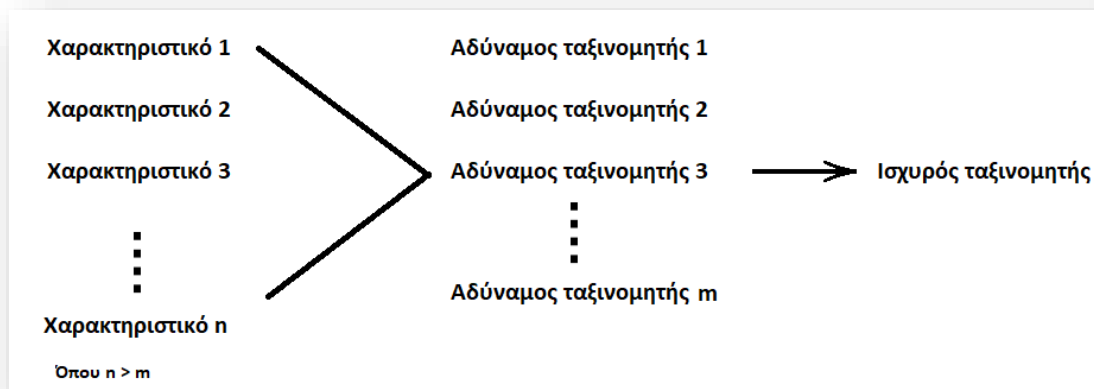 Χαρακτηριστικό 1
Χαρακτηριστικό 2
Χαρακτηριστικό 3
Χαρακτηριστικό n
Όπου n > m
Αδύναμος ταξινομητής 1
Αδύναμος ταξινομητής 2
Αδύναμος ταξινομητής 3
Αδύναμος ταξινομητής m
Ισχυρός ταξινομητής